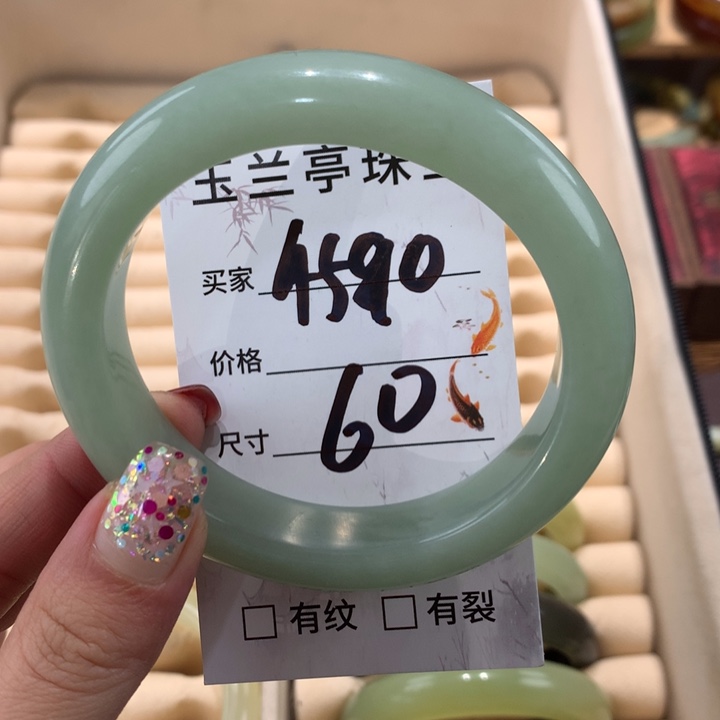 玉兰亭珠
买家 4590
价格
尺寸 60
有纹 有裂